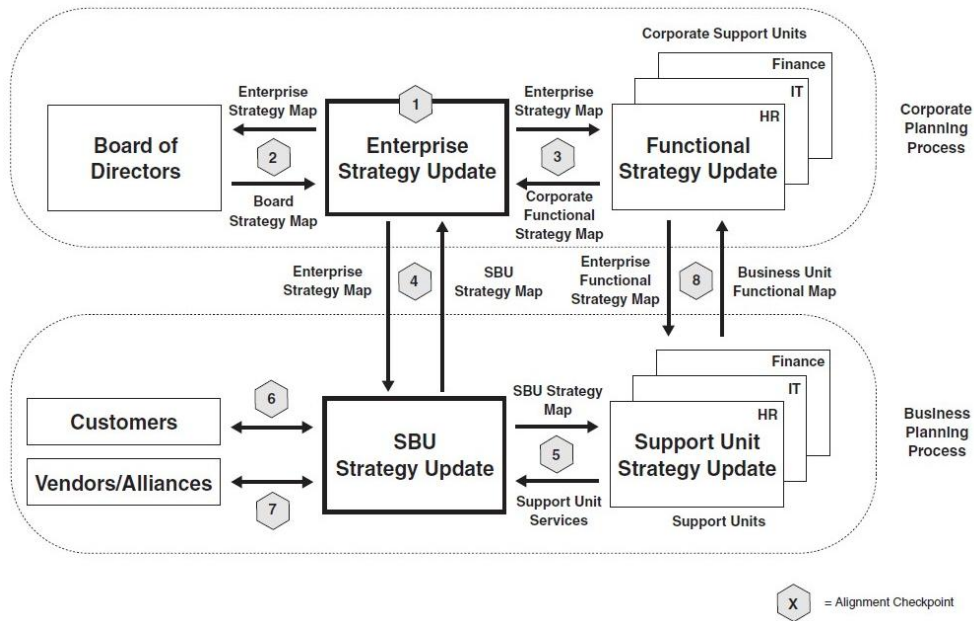 Corporate Support Units
Finance
IT
HR
Enterprise
Strategy Map
1
Enterprise
Strategy Map
Board of
Directors
2
Enterprise
Strategy Update
3
Functional
Strategy Update
Corporate
Planning
Process
Board
Strategy Map
Corporate
Functional
Strategy Map
Enterprise
Strategy Map
4
SBU
Strategy Map
Enterprise
Functional
Strategy Map
8
Business Unit
Functional Map
Finance
IT
HR
6
Customers
SBU
Strategy Update
SBU Strategy
Map
5
Support Unit
Strategy Update
Business
Planning
Process
Vendors/Alliances
7
Support Unit
Services
Support Units
X
= Alignment Checkpoint